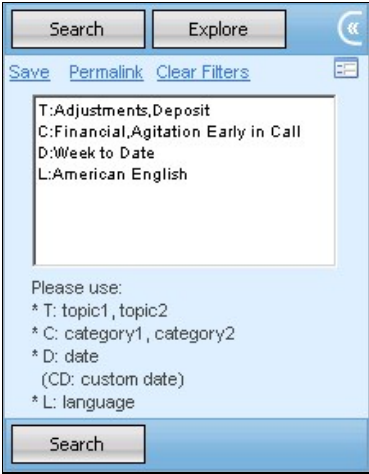 Search Explore
Save Permalink Clear Filters
T:Adjustments,Deposit
C:Financial,Agitation Early in Call
D:Week to Date
L:American English
Please use:
* T: topic1, topic2
* C: category1, category2
* D: date
(CD: custom date)
* L: language
Search